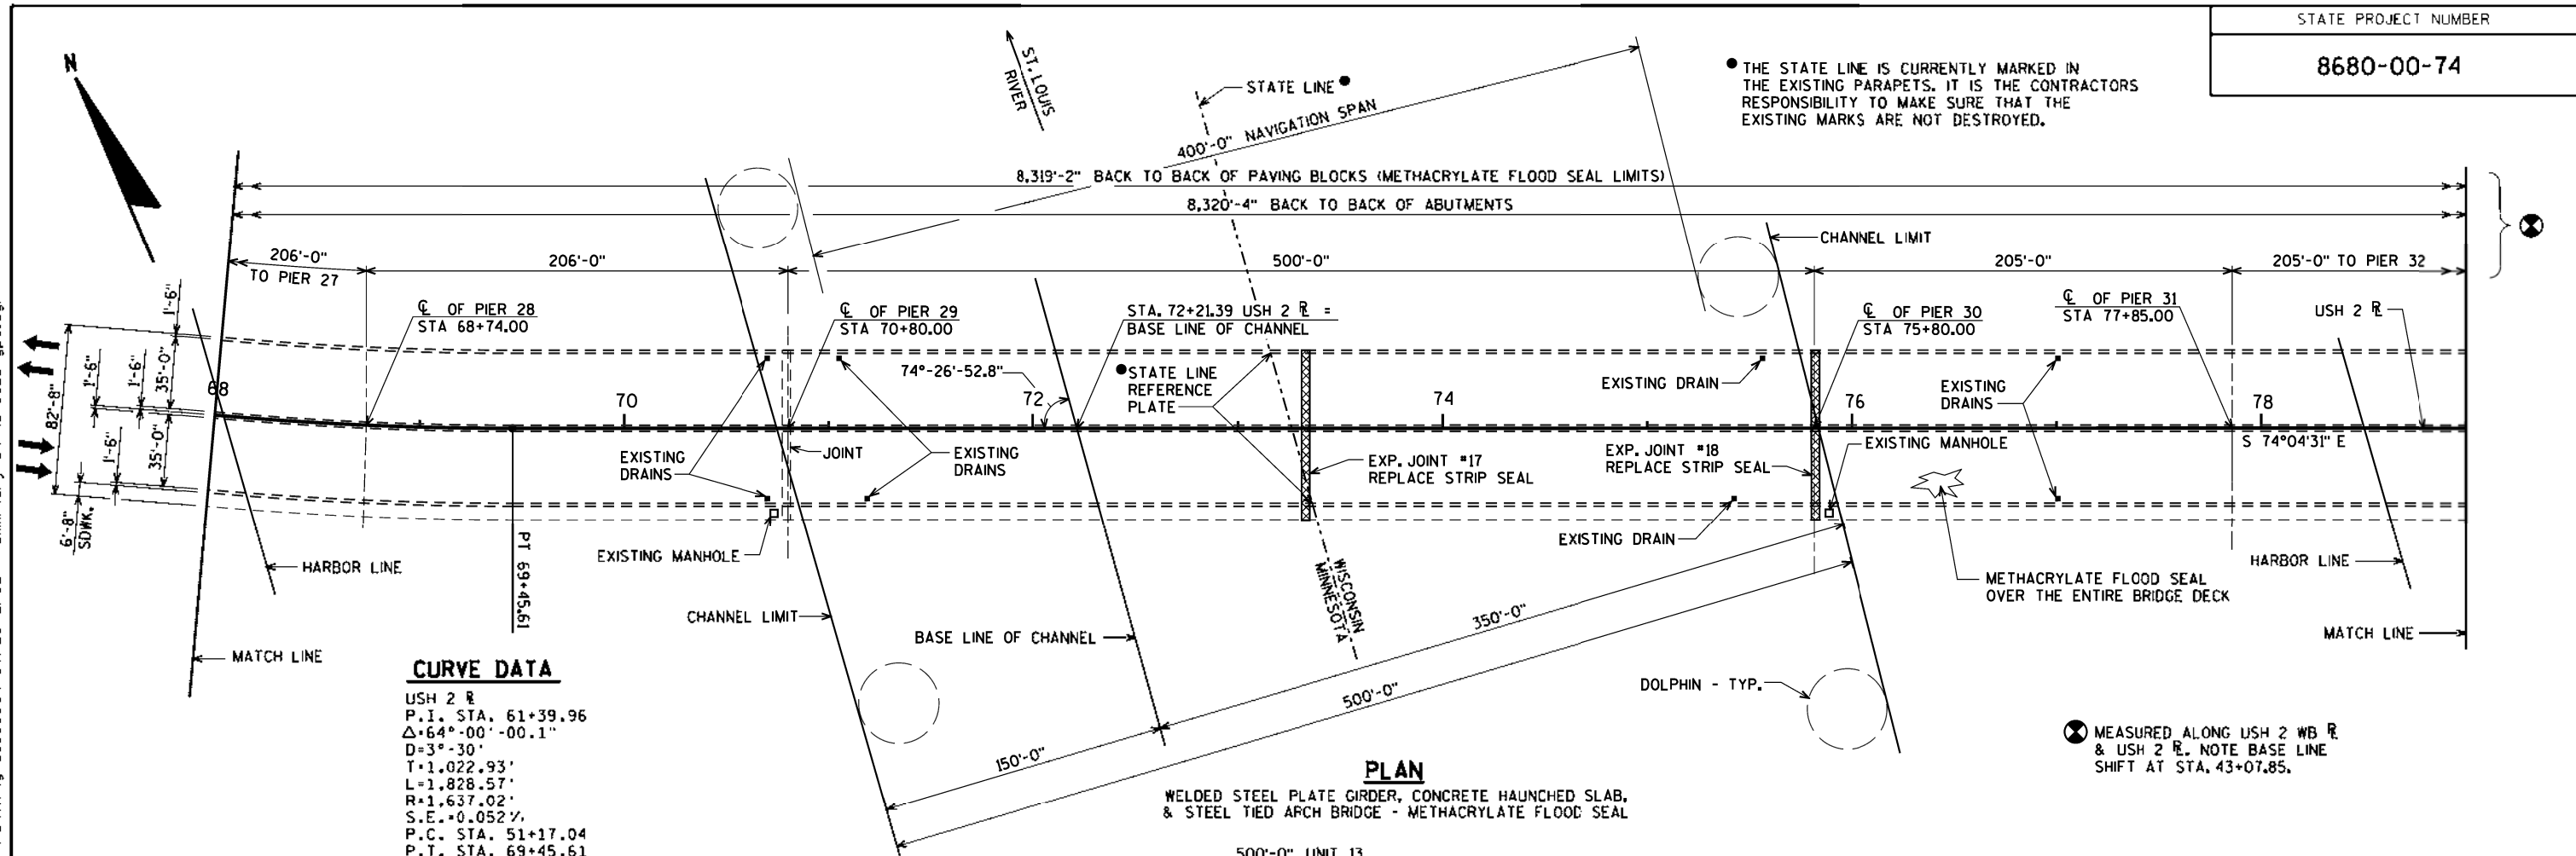 STATE PROJECT NUMBER
8680-00-74
N
ST. LOUIS
RIVER
STATE LINE ●
400'-0" NAVIGATION SPAN
● THE STATE LINE IS CURRENTLY MARKED IN
THE EXISTING PARAPETS. IT IS THE CONTRACTORS
RESPONSIBILITY TO MAKE SURE THAT THE
EXISTING MARKS ARE NOT DESTROYED.
8,319'-2" BACK TO BACK OF PAVING BLOCKS (METHACRYLATE FLOOD SEAL LIMITS)
8,320'-4" BACK TO BACK OF ABUTMENTS
CHANNEL LIMIT
206'-0"
TO PIER 27
206'-0"
500'-0"
205'-0"
205'-0" TO PIER 32
℄ OF PIER 28
STA 68+74.00
℄ OF PIER 29
STA 70+80.00
STA. 72+21.39 USH 2 ⅊ =
BASE LINE OF CHANNEL
℄ OF PIER 30
STA 75+80.00
℄ OF PIER 31
STA 77+85.00
USH 2 ⅊
1'-6"
1'-6"
1'-6"
35'-0"
82'-8"
1'-6"
35'-0"
6'-8"
SDWK.
68
70
72
74
76
78
74°-26'-52.8"
● STATE LINE
REFERENCE
PLATE
EXISTING DRAIN
EXISTING
DRAINS
S 74°04'31" E
EXISTING
DRAINS
JOINT
EXISTING
DRAINS
EXP. JOINT #17
REPLACE STRIP SEAL
EXP. JOINT #18
REPLACE STRIP SEAL
EXISTING MANHOLE
PT 69+45.61
EXISTING MANHOLE
EXISTING DRAIN
HARBOR LINE
WISCONSIN
MINNESOTA
HARBOR LINE
METHACRYLATE FLOOD SEAL
OVER THE ENTIRE BRIDGE DECK
CHANNEL LIMIT
BASE LINE OF CHANNEL
350'-0"
500'-0"
150'-0"
MATCH LINE
MATCH LINE
DOLPHIN - TYP.
CURVE DATA
USH 2 ⅊
P.I. STA. 61+39.96
Δ=64°-00'-00.1"
D=3°-30'
T=1,022.93'
L=1,828.57'
R=1,637.02'
S.E.=0.052'/,
P.C. STA. 51+17.04
P.T. STA. 69+45.61
PLAN
WELDED STEEL PLATE GIRDER, CONCRETE HAUNCHED SLAB,
& STEEL TIED ARCH BRIDGE - METHACRYLATE FLOOD SEAL
MEASURED ALONG USH 2 WB ⅊
& USH 2 ⅊. NOTE BASE LINE
SHIFT AT STA. 43+07.85.
500'-0" UNIT 13